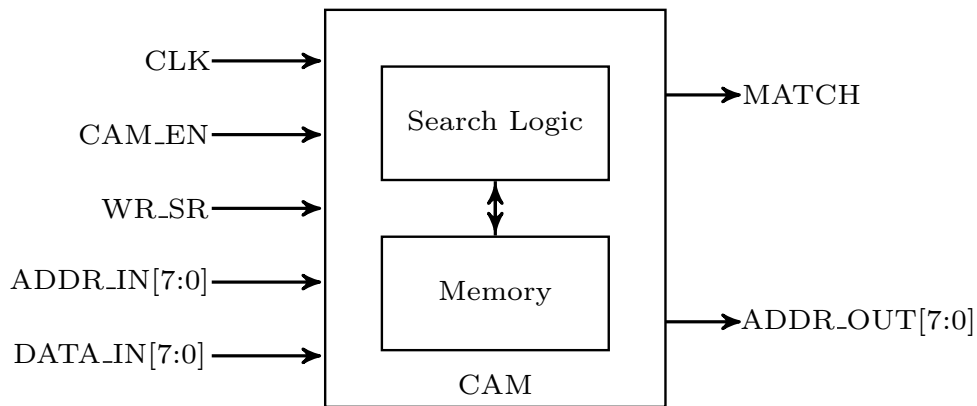 CLK
CAM_EN
WR_SR
ADDR_IN[7:0]
DATA_IN[7:0]
Search Logic
Memory
CAM
MATCH
ADDR_OUT[7:0]